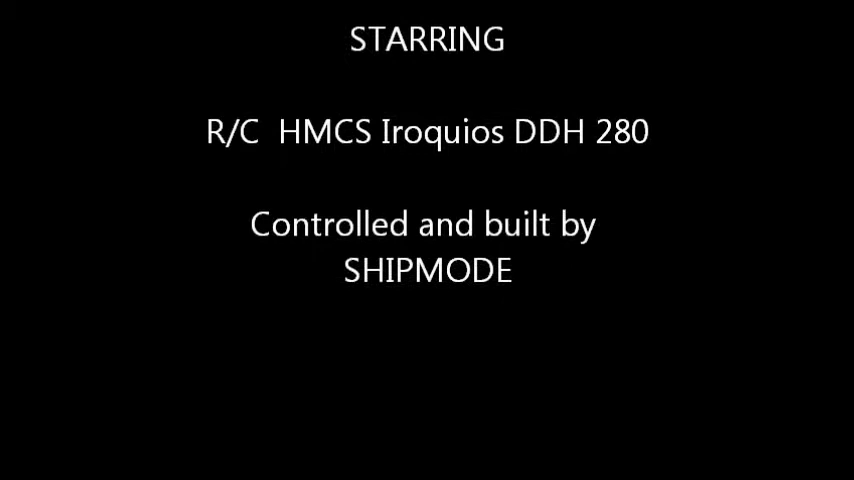 STARRING
R/C  HMCS Iroquios DDH 280
Controlled and built by
SHIPMODE